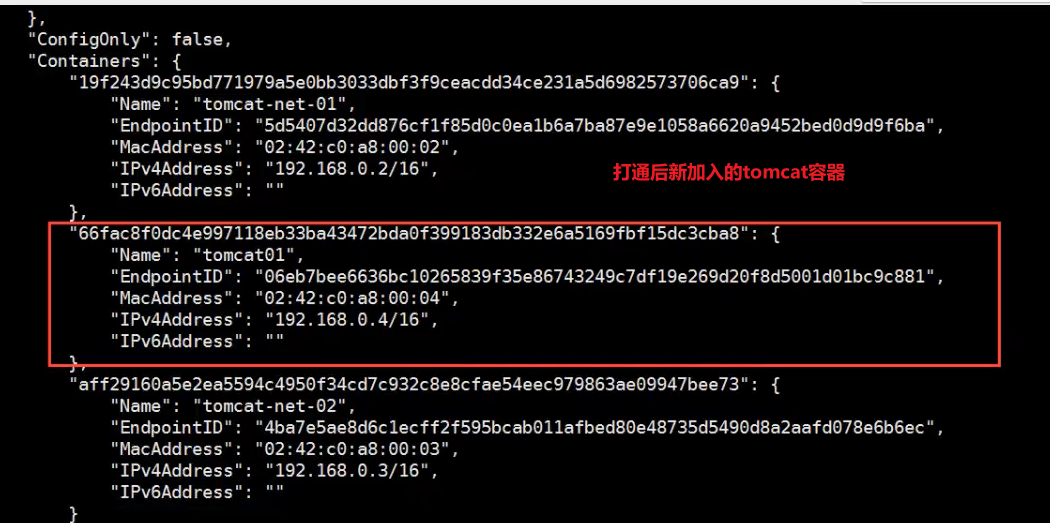 },
"ConfigOnly": false,
"Containers": {
"19f243d9c95bd771979a5e0bb3033dbf3f9ceacdd34ce231a5d6982573706ca9": {
"Name": "tomcat-net-01",
"EndpointID": "5d5407d32dd876cf1f85d0c0ea1b6a7ba87e9e1058a6620a9452bed0d9d9f6ba",
"MacAddress": "02:42:c0:a8:00:02",
"IPv4Address": "192.168.0.2/16",
打通后新加入的tomcat容器
"IPv6Address": ""
},
"66fac8f0dc4e997118eb33ba43472bda0f399183db332e6a5169fbf15dc3cba8": {
"Name": "tomcat01",
"EndpointID": "06eb7bee6636bc10265839f35e86743249c7df19e269d20f8d5001d01bc9c881",
"MacAddress": "02:42:c0:a8:00:04",
"IPv4Address": "192.168.0.4/16",
"IPv6Address": ""
},
"aff29160a5e2ea5594c4950f34cd7c932c8e8cfae54eec979863ae09947bee73": {
"Name": "tomcat-net-02",
"EndpointID": "4ba7e5ae8d6c1ecff2f595bcab011afbed80e48735d5490d8a2aafd078e6b6ec",
"MacAddress": "02:42:c0:a8:00:03",
"IPv4Address": "192.168.0.3/16",
"IPv6Address": ""
}